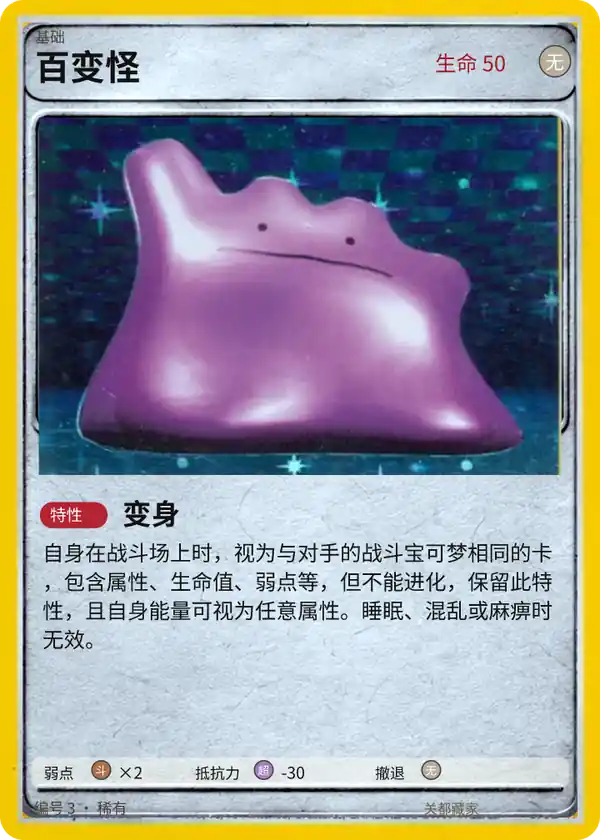 基础
百变怪
生命 50
无
特性 变身
自身在战斗场上时，视为与对手的战斗宝可梦相同的卡
，包含属性、生命值、弱点等，但不能进化，保留此特
性，且自身能量可视为任意属性。睡眠、混乱或麻痹时
无效。
弱点 斗 ×2 抵抗力 超 -30 撤退 无
编号 3 · 稀有 关都藏家